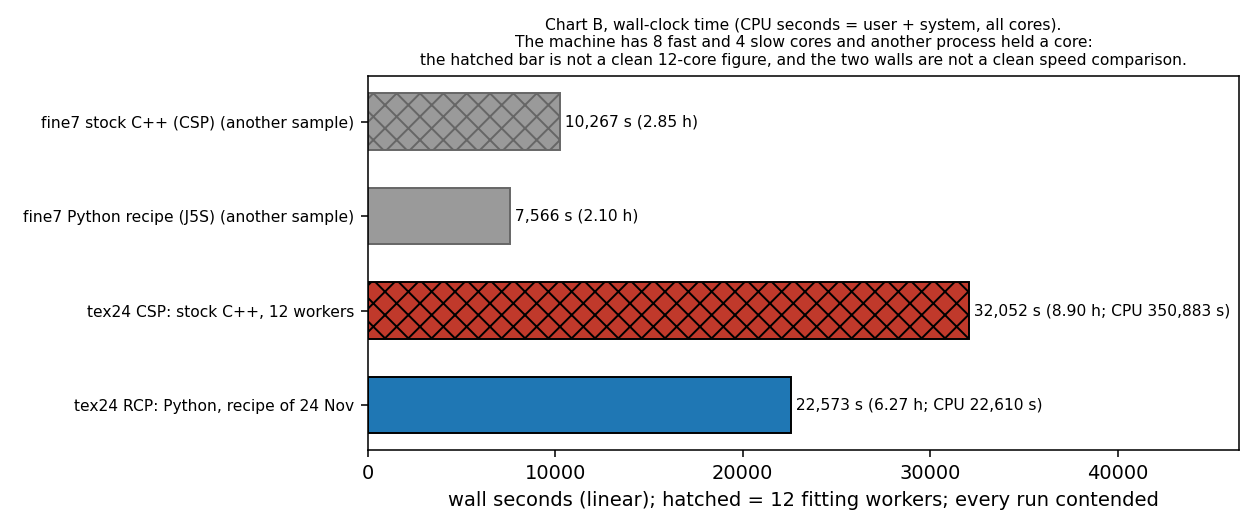 Chart B, wall-clock time (CPU seconds = user + system, all cores).
The machine has 8 fast and 4 slow cores and another process held a core:
the hatched bar is not a clean 12-core figure, and the two walls are not a clean speed comparison.
fine7 stock C++ (CSP) (another sample)
10,267 s (2.85 h)
fine7 Python recipe (J5S) (another sample)
7,566 s (2.10 h)
tex24 CSP: stock C++, 12 workers
32,052 s (8.90 h; CPU 350,883 s)
tex24 RCP: Python, recipe of 24 Nov
22,573 s (6.27 h; CPU 22,610 s)
0 10000 20000 30000 40000
wall seconds (linear); hatched = 12 fitting workers; every run contended